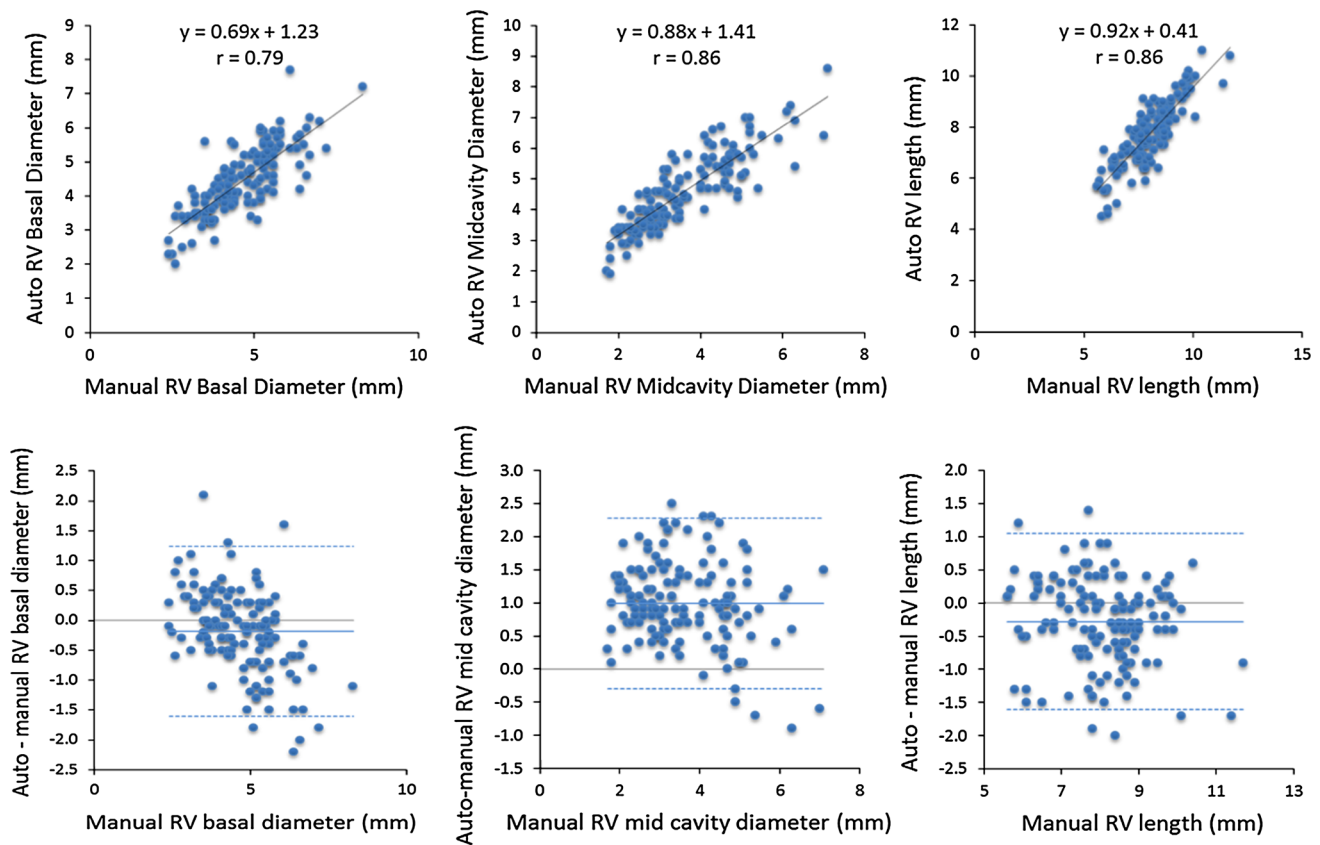 y = 0.69x + 1.23
r = 0.79
Auto RV Basal Diameter (mm)
9
8
7
6
5
4
3
2
1
0
0 5 10
Manual RV Basal Diameter (mm)
y = 0.88x + 1.41
r = 0.86
Auto RV Midcavity Diameter (mm)
10
9
8
7
6
5
4
3
2
1
0
0 2 4 6 8
Manual RV Midcavity Diameter (mm)
y = 0.92x + 0.41
r = 0.86
Auto RV length (mm)
12
10
8
6
4
2
0
0 5 10 15
Manual RV length (mm)
Auto - manual RV basal diameter (mm)
2.5
2.0
1.5
1.0
0.5
0.0
-0.5
-1.0
-1.5
-2.0
-2.5
0 5 10
Manual RV basal diameter (mm)
Auto-manual RV mid cavity diameter (mm)
3.0
2.5
2.0
1.5
1.0
0.5
0.0
-0.5
-1.0
-1.5
0 2 4 6 8
Manual RV mid cavity diameter (mm)
Auto - manual RV length (mm)
2.0
1.5
1.0
0.5
0.0
-0.5
-1.0
-1.5
-2.0
-2.5
5 7 9 11 13
Manual RV length (mm)